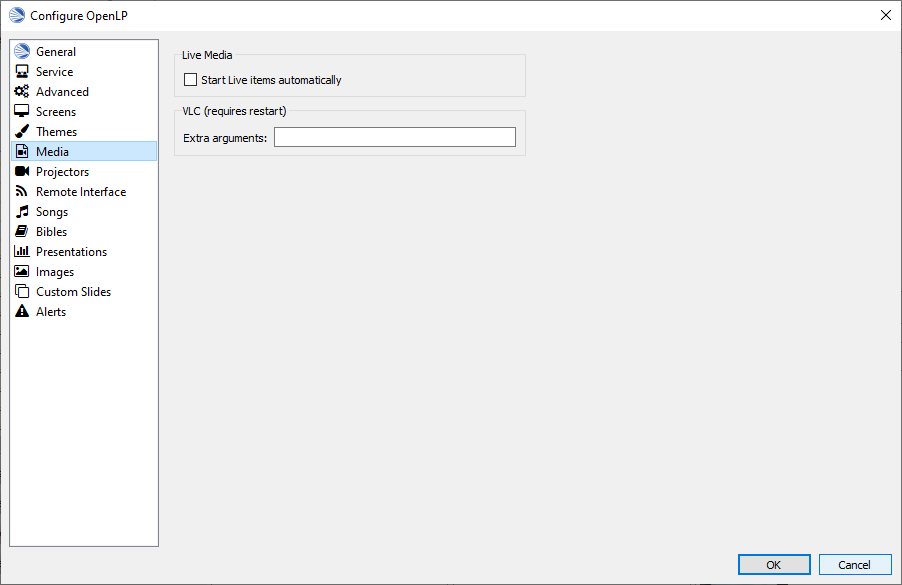 Configure OpenLP
General
Service
Advanced
Screens
Themes
Media
Projectors
Remote Interface
Songs
Bibles
Presentations
Images
Custom Slides
Alerts
Live Media
Start Live items automatically
VLC (requires restart)
Extra arguments:
OK
Cancel